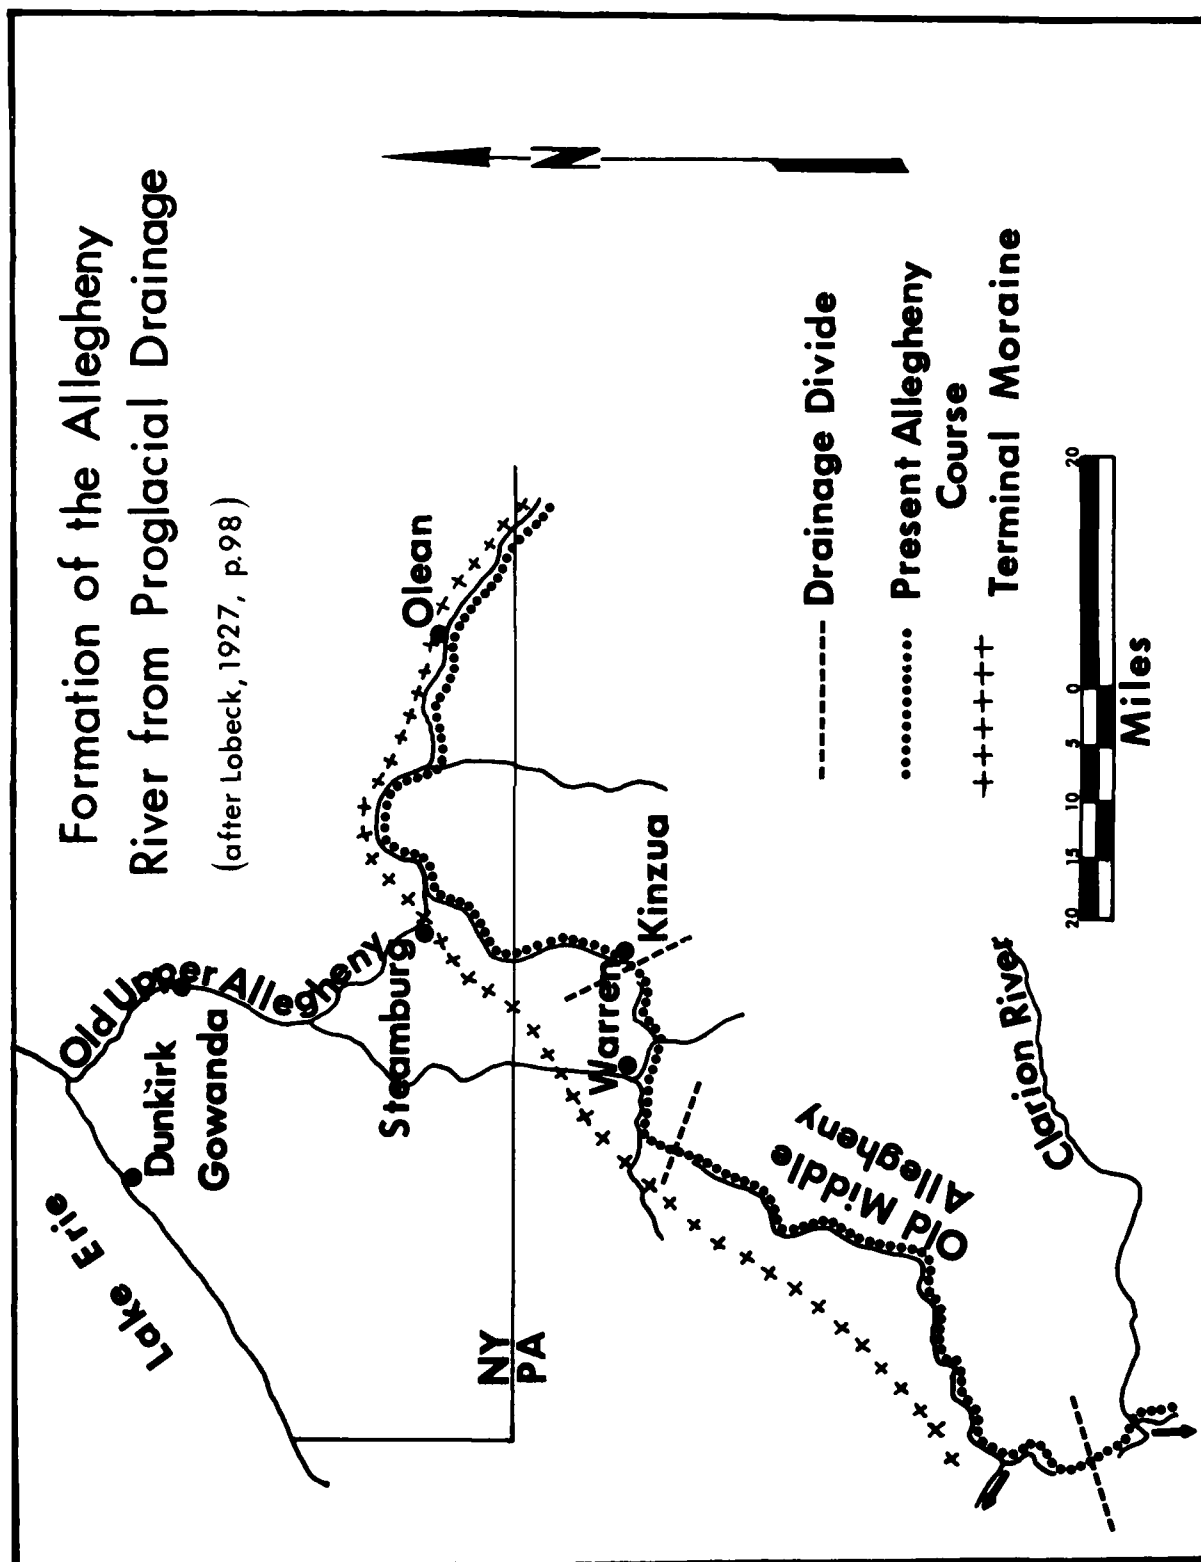 Formation of the Allegheny
River from Proglacial Drainage
(after Lobeck, 1927, p.98)
N
Lake Erie
Dunkirk
Gowanda
Old Upper Allegheny
Steamburg
Olean
NY
PA
Warren
Kinzua
Old Middle
Allegheny
Clarion River
Drainage Divide
Present Allegheny
Course
Terminal Moraine
20 15 10 5 0 20
Miles